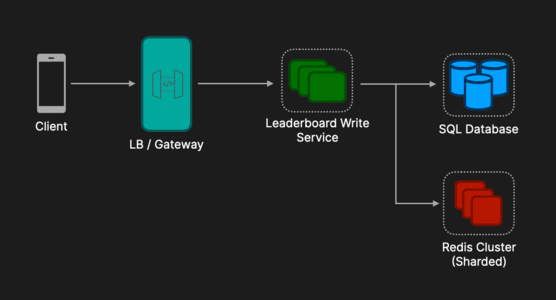 Client
LB / Gateway
Leaderboard Write
Service
SQL Database
Redis Cluster
(Sharded)